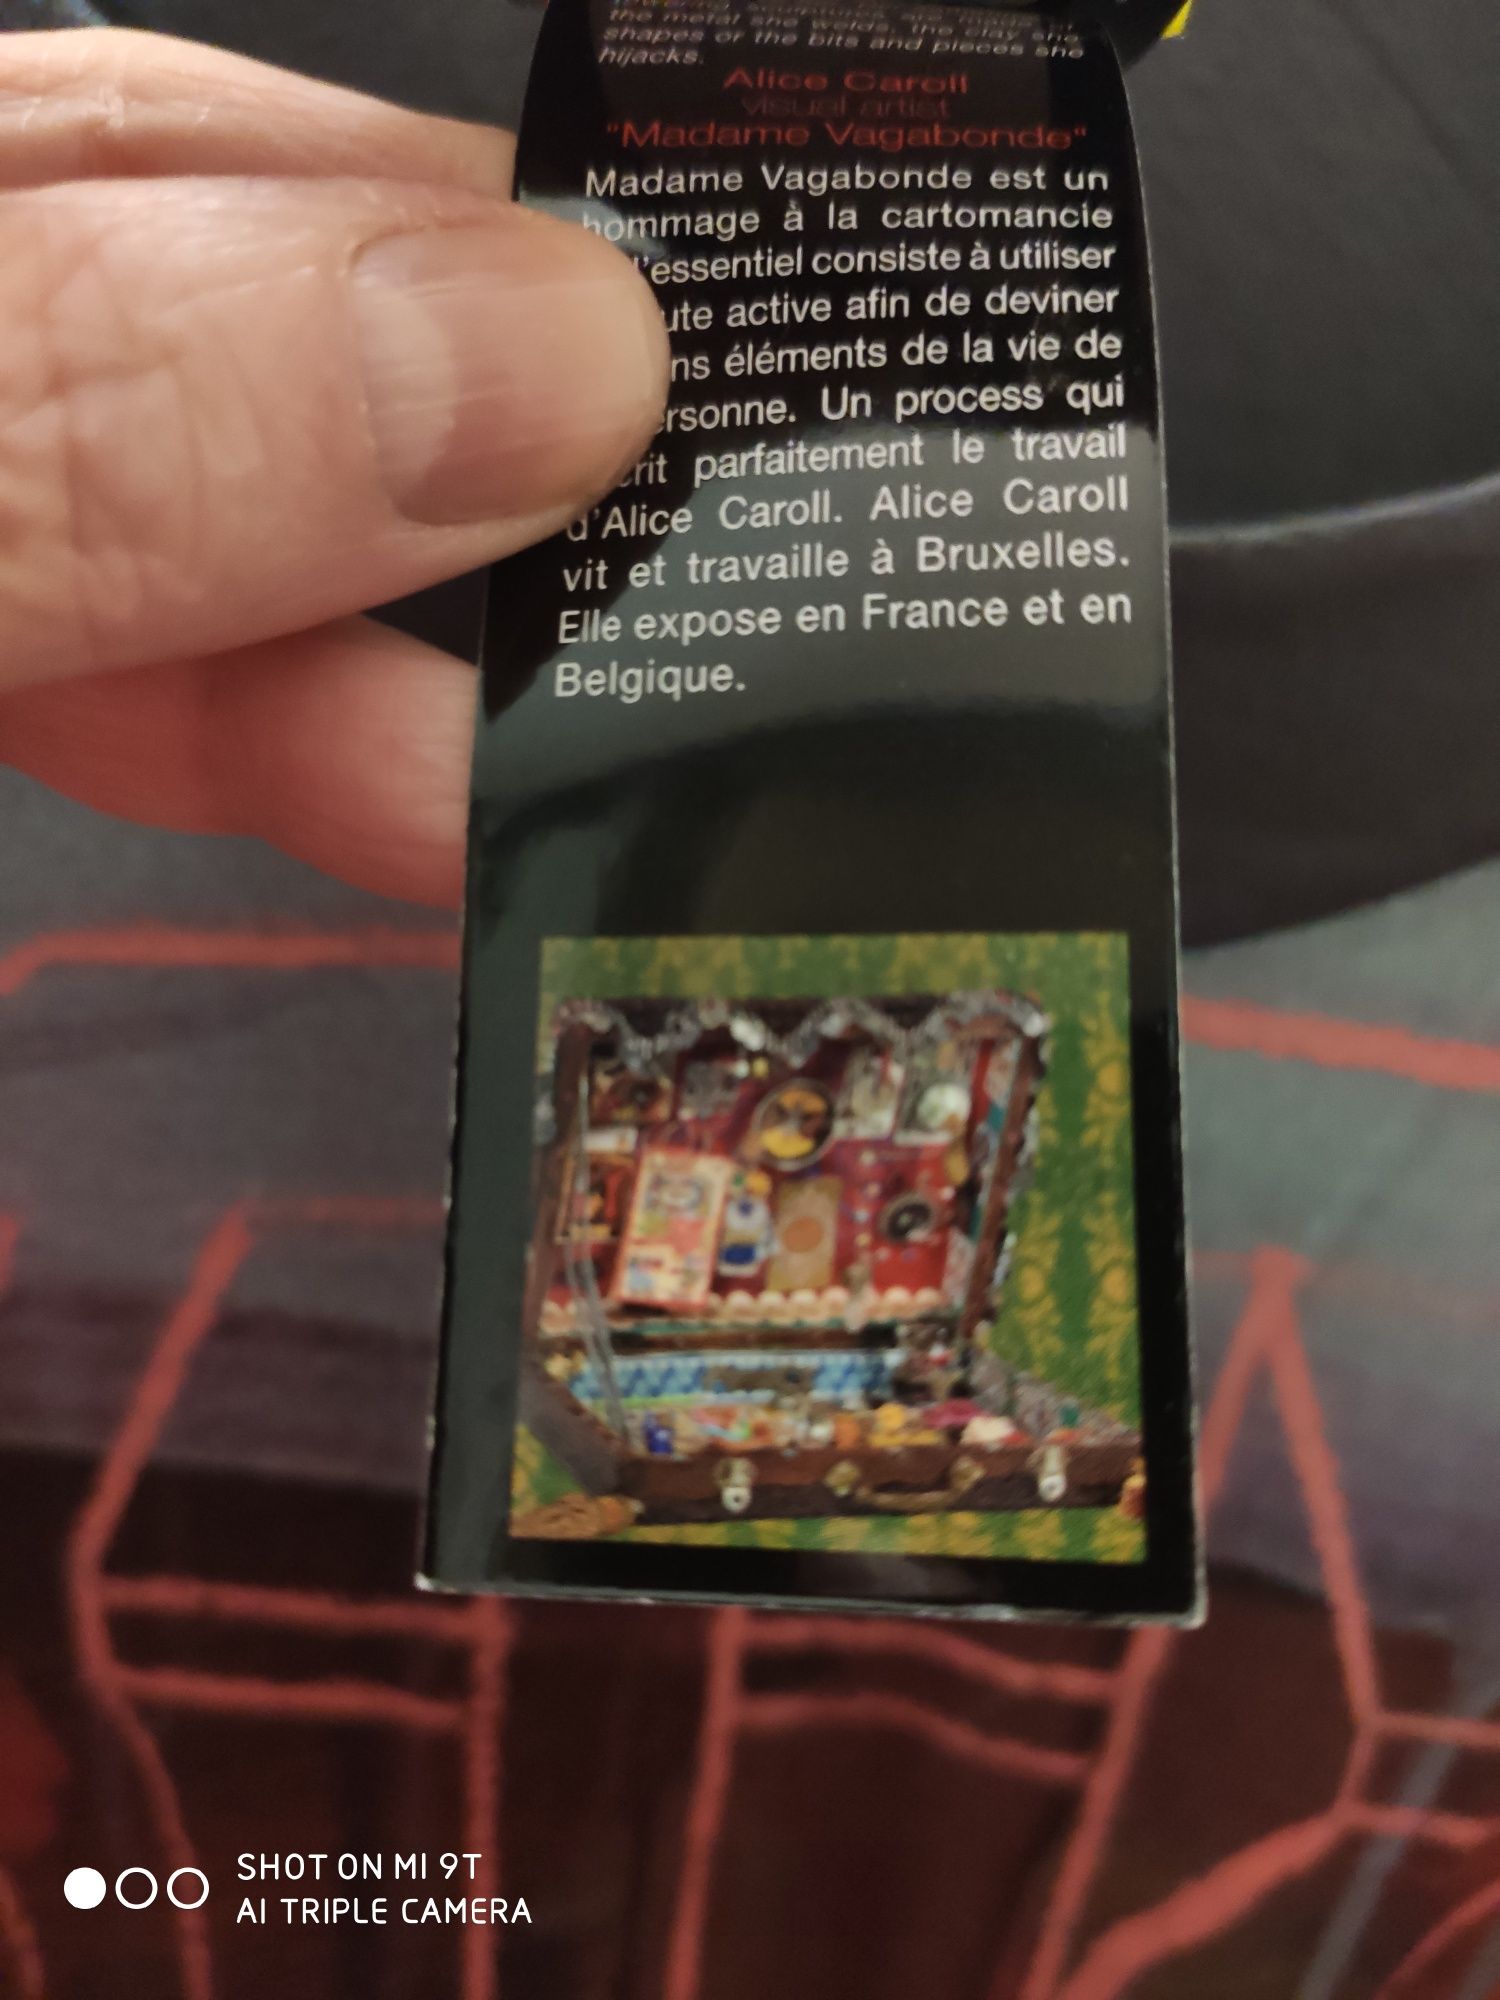 the metal she welds, the clay she
shapes or the bits and pieces she
hijacks.
Alice Caroll
visual artist
"Madame Vagabonde"
Madame Vagabonde est un
hommage à la cartomancie
l'essentiel consiste à utiliser
active afin de deviner
éléments de la vie de
Un process qui
parfaitement le travail
d'Alice Caroll. Alice Caroll
vit et travaille à Bruxelles.
Elle expose en France et en
Belgique.
SHOT ON MI 9T
AI TRIPLE CAMERA